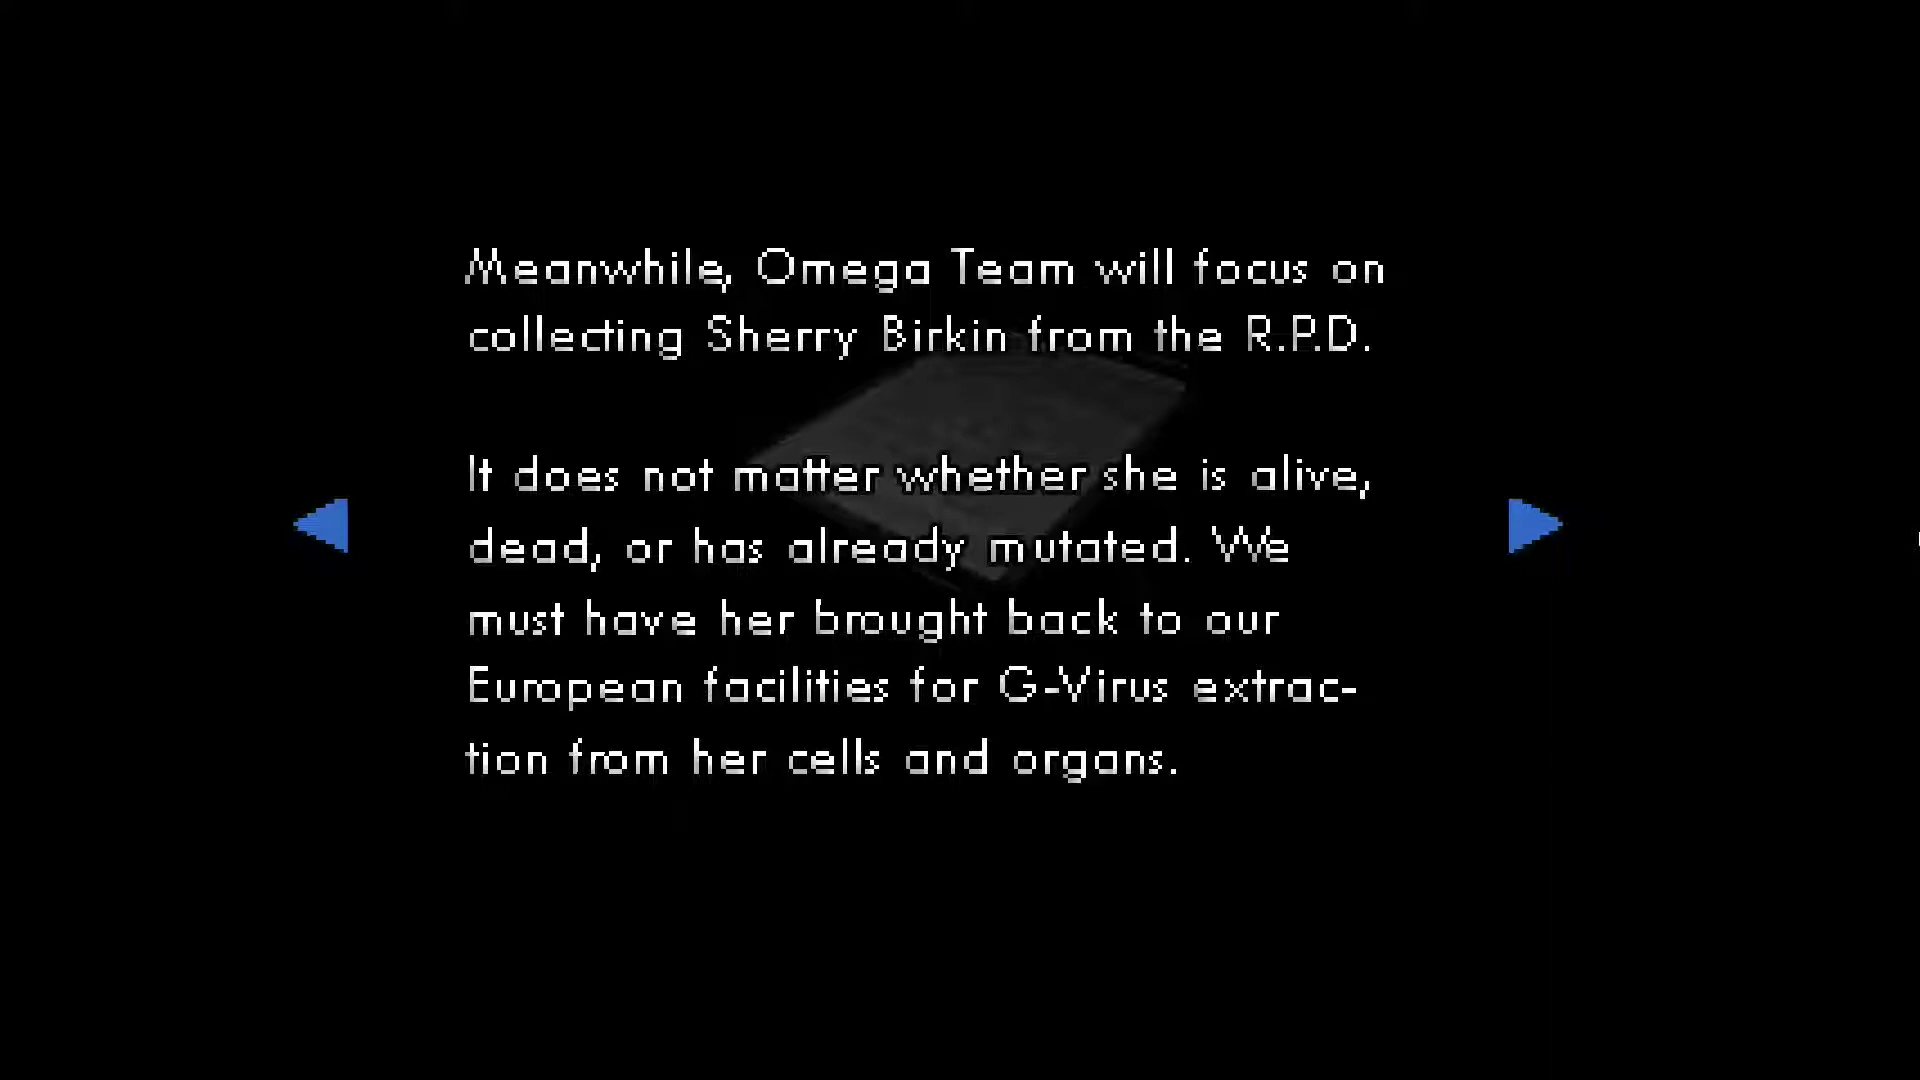 Meanwhile, Omega Team will focus on
collecting Sherry Birkin from the R.P.D.
It does not matter whether she is alive,
dead, or has already mutated. We
must have her brought back to our
European facilities for G-Virus extrac-
tion from her cells and organs.